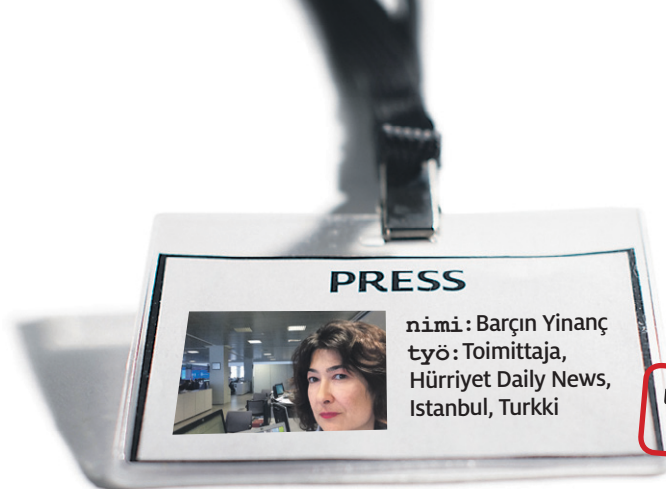 PRESS
nimi: Barçın Yinanç
työ: Toimittaja,
Hürriyet Daily News,
Istanbul, Turkki